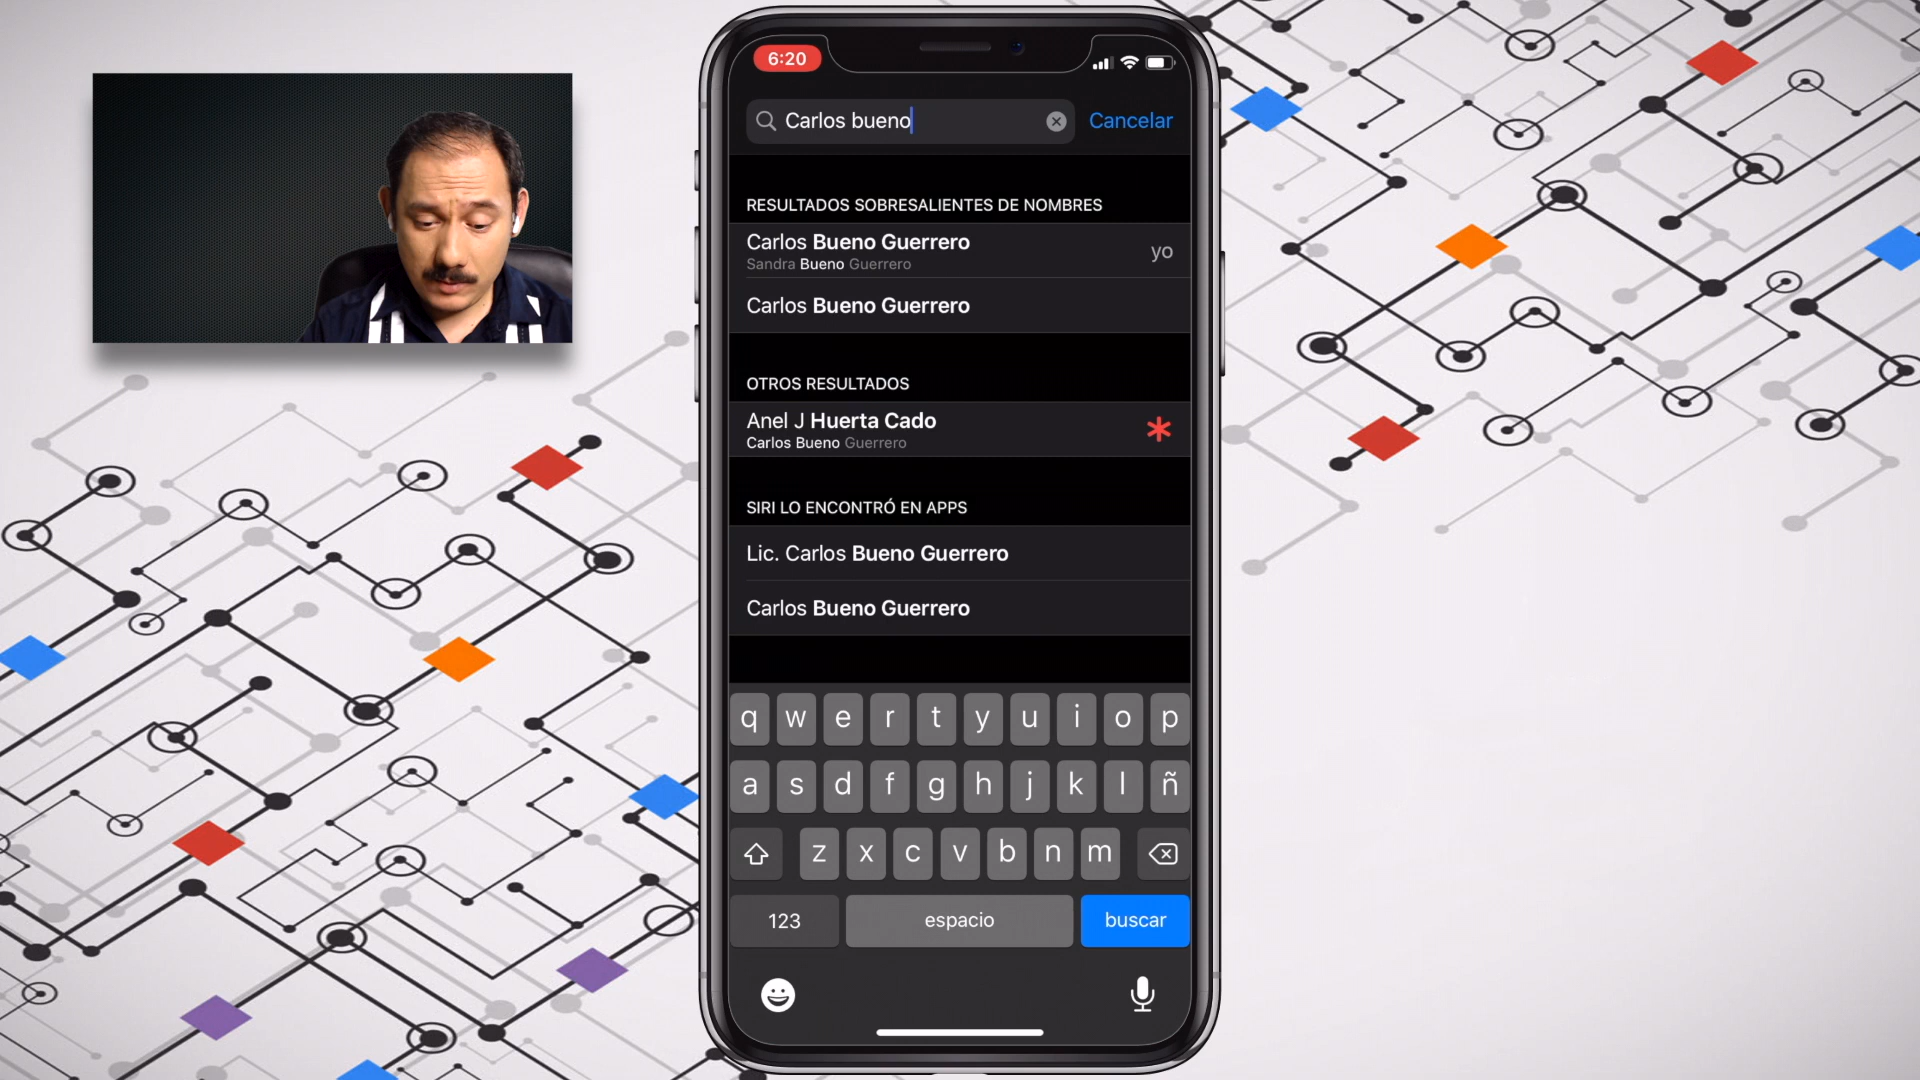 6:20
Carlos bueno
Cancelar
RESULTADOS SOBRESALIENTES DE NOMBRES
Carlos Bueno Guerrero
yo
Sandra Bueno Guerrero
Carlos Bueno Guerrero
OTROS RESULTADOS
Anel J Huerta Cado
Carlos Bueno Guerrero
SIRI LO ENCONTRÓ EN APPS
Lic. Carlos Bueno Guerrero
Carlos Bueno Guerrero
q w e r t y u i o p
a s d f g h j k l ñ
z x c v b n m
123 espacio buscar